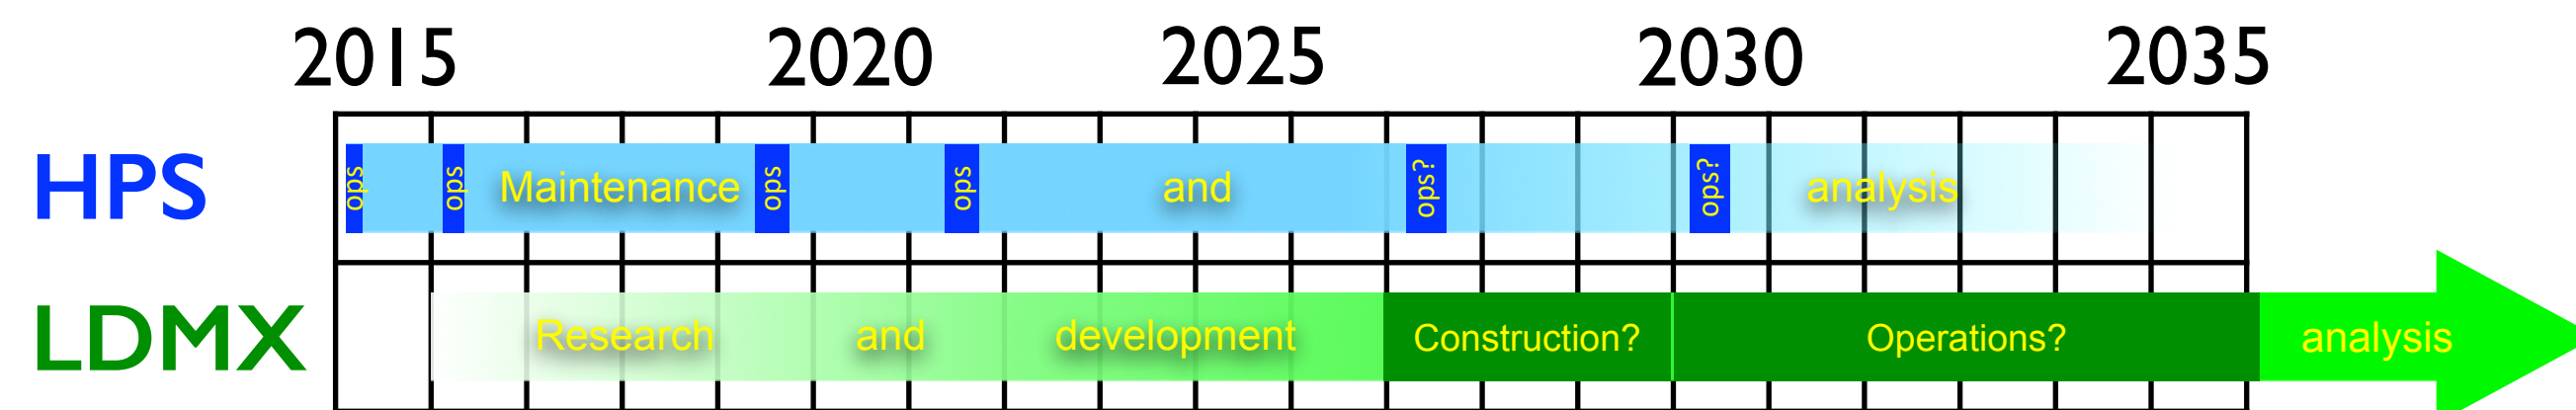 2015 2020 2025 2030 2035
HPS ops ops Maintenance ops ops and ops? ops? analysis
LDMX Research and development Construction? Operations? analysis